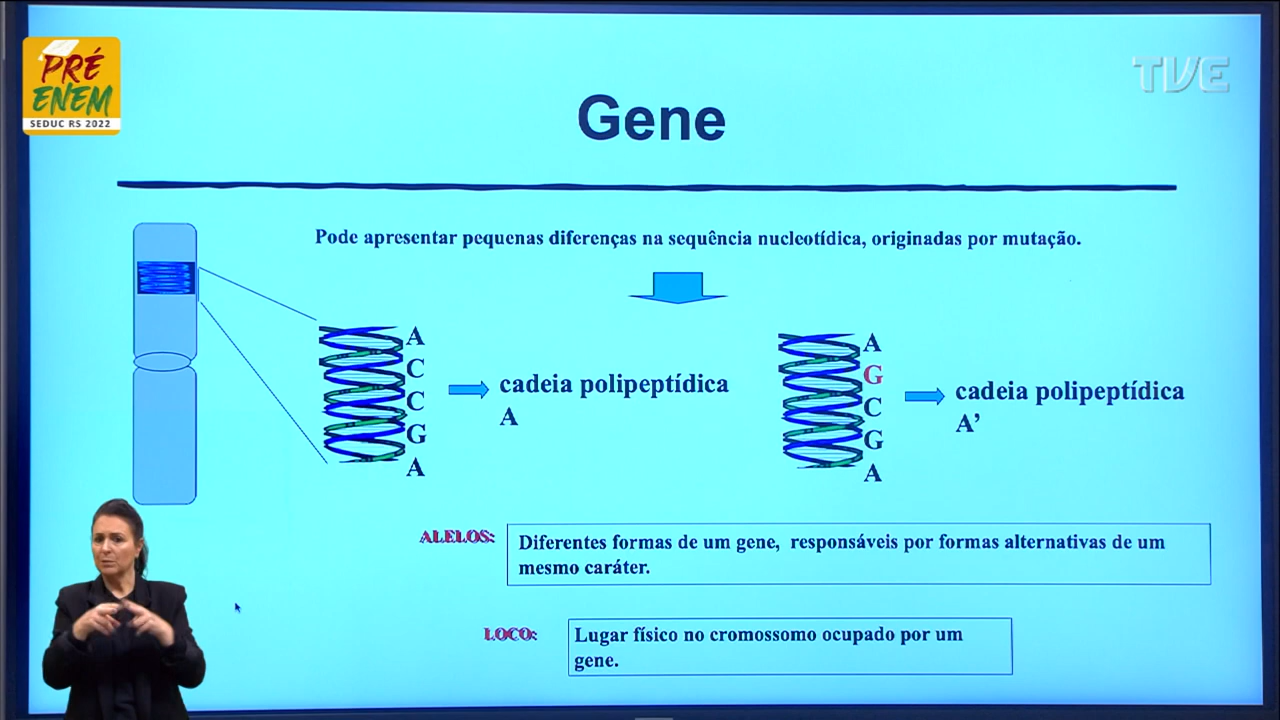 PRÉ
ENEM
SEDUC RS 2022
TVE
Gene
Pode apresentar pequenas diferenças na sequência nucleotídica, originadas por mutação.
A
C
C
G
A
cadeia polipeptídica
A
A
G
C
G
A
cadeia polipeptídica
A’
ALELOS:
Diferentes formas de um gene, responsáveis por formas alternativas de um
mesmo caráter.
LOCO:
Lugar físico no cromossomo ocupado por um
gene.